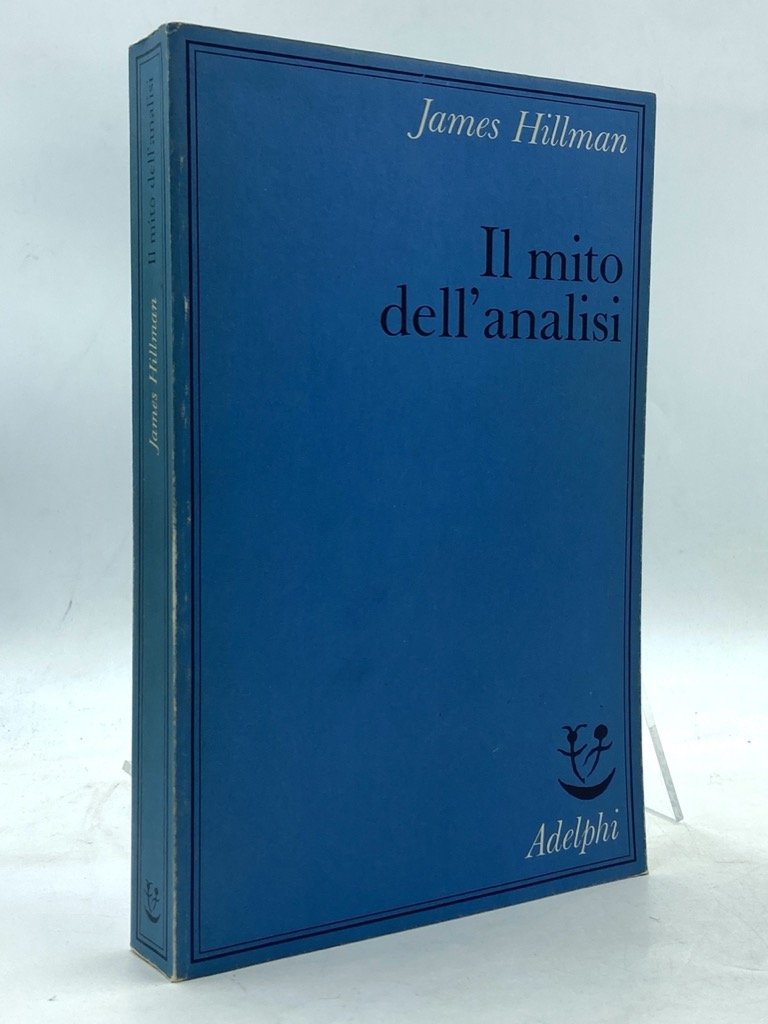 James Hillman
Il mito
dell'analisi
Adelphi
James Hillman Il mito dell'analisi